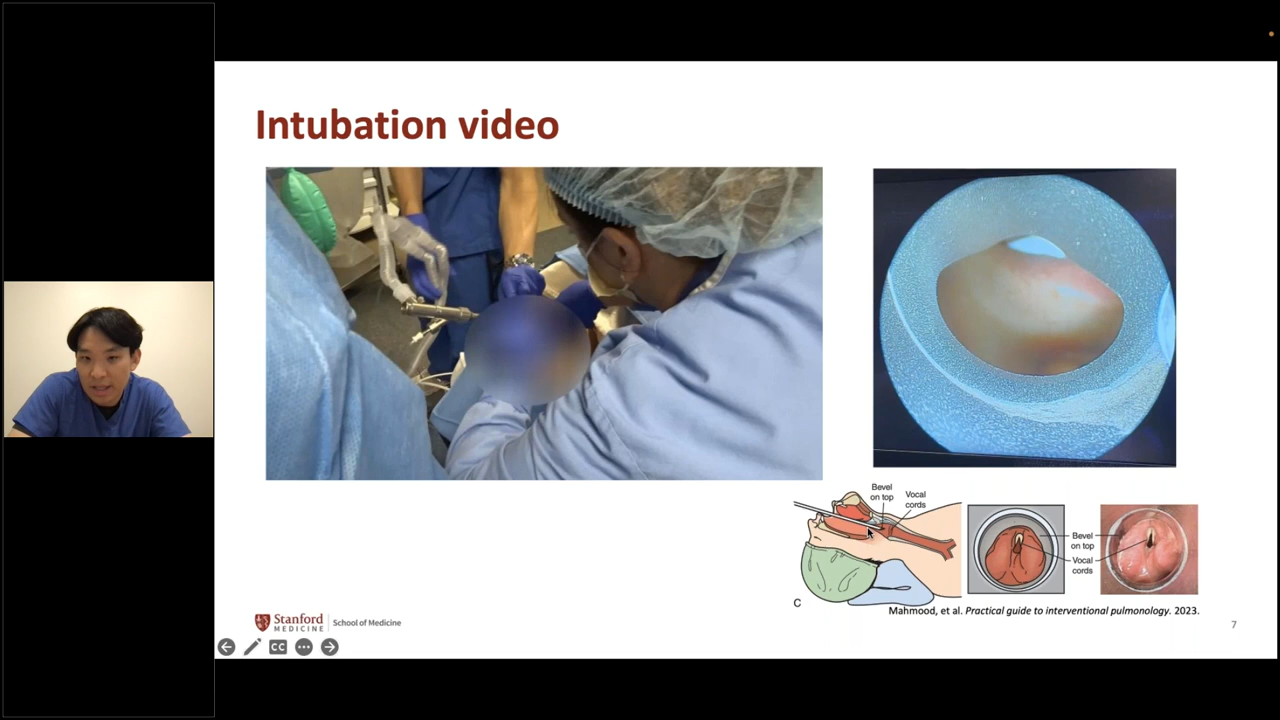 Intubation video
Bevel
on top
Vocal
cords
Bevel
on top
Vocal
cords
C
Mahmood, et al. Practical guide to interventional pulmonology. 2023.
Stanford
MEDICINE
School of Medicine
7
CC